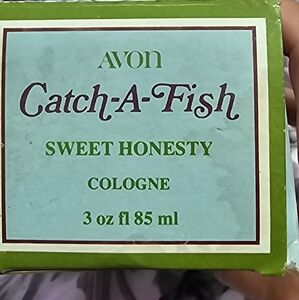 AVON
Catch-A-Fish
SWEET HONESTY
COLOGNE
3 oz fl 85 ml